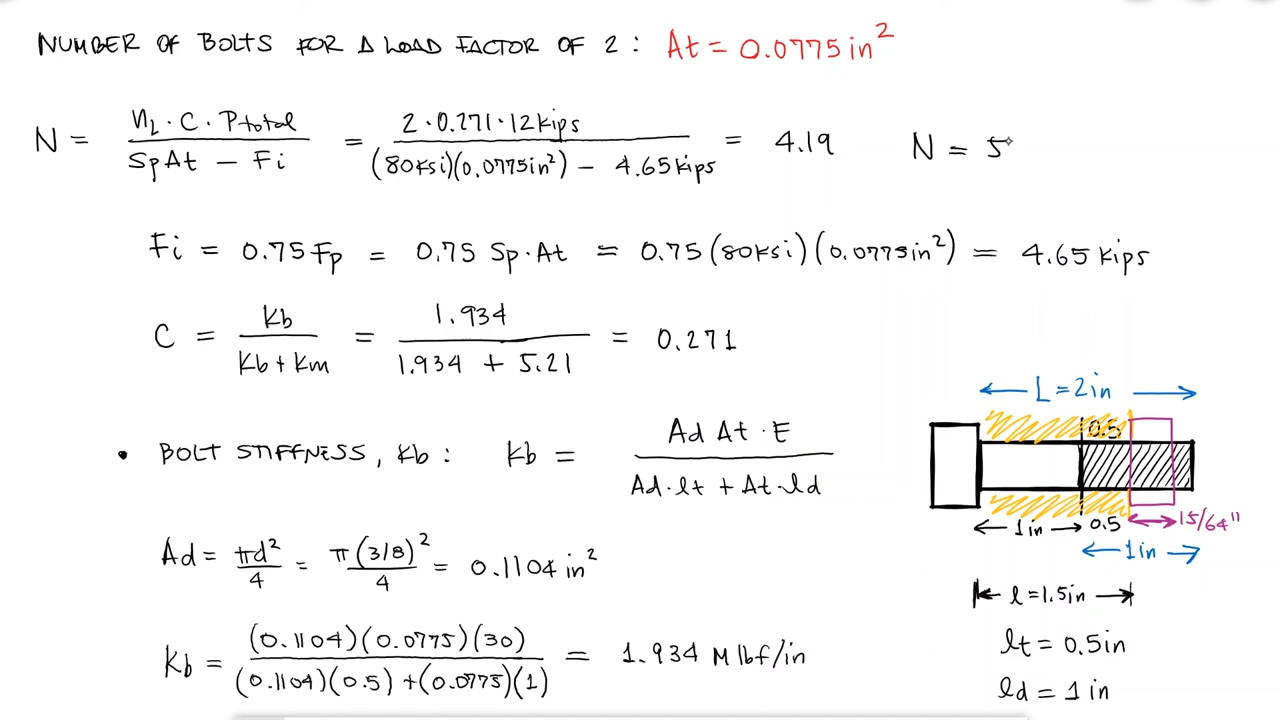 NUMBER OF BOLTS FOR A LOAD FACTOR OF 2: At = 0.0775 in²
N = nL · C · Ptotal / SpAt − Fi = 2 · 0.271 · 12 kips / (80ksi)(0.0775in²) − 4.65 kips = 4.19 N = 5
Fi = 0.75 Fp = 0.75 Sp · At = 0.75 (80ksi)(0.0775in²) = 4.65 kips
C = kb / kb + km = 1.934 / 1.934 + 5.21 = 0.271
L = 2in
0.5
• BOLT STIFFNESS, kb: kb = Ad At · E / Ad · lt + At · ld
15/64"
1in 0.5
1in
Ad = πd² / 4 = π(3/8)² / 4 = 0.1104 in²
l = 1.5in
kb = (0.1104)(0.0775)(30) / (0.1104)(0.5) + (0.0775)(1) = 1.934 Mlbf/in
lt = 0.5in
ld = 1 in